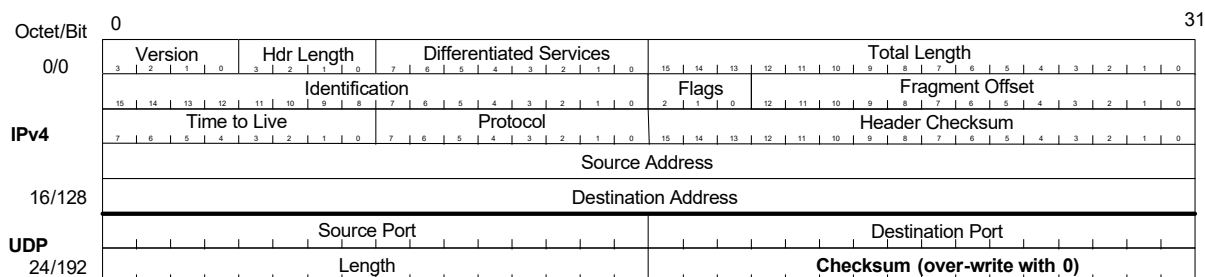 Octet/Bit 0 31
0/0 Version Hdr Length Differentiated Services Total Length
3 2 1 0 3 2 1 0 7 6 5 4 3 2 1 0 15 14 13 12 11 10 9 8 7 6 5 4 3 2 1 0
Identification Flags Fragment Offset
15 14 13 12 11 10 9 8 7 6 5 4 3 2 1 0 2 1 0 12 11 10 9 8 7 6 5 4 3 2 1 0
IPv4 Time to Live Protocol Header Checksum
7 6 5 4 3 2 1 0 7 6 5 4 3 2 1 0 15 14 13 12 11 10 9 8 7 6 5 4 3 2 1 0
Source Address
16/128 Destination Address
UDP Source Port Destination Port
24/192 Length Checksum (over-write with 0)